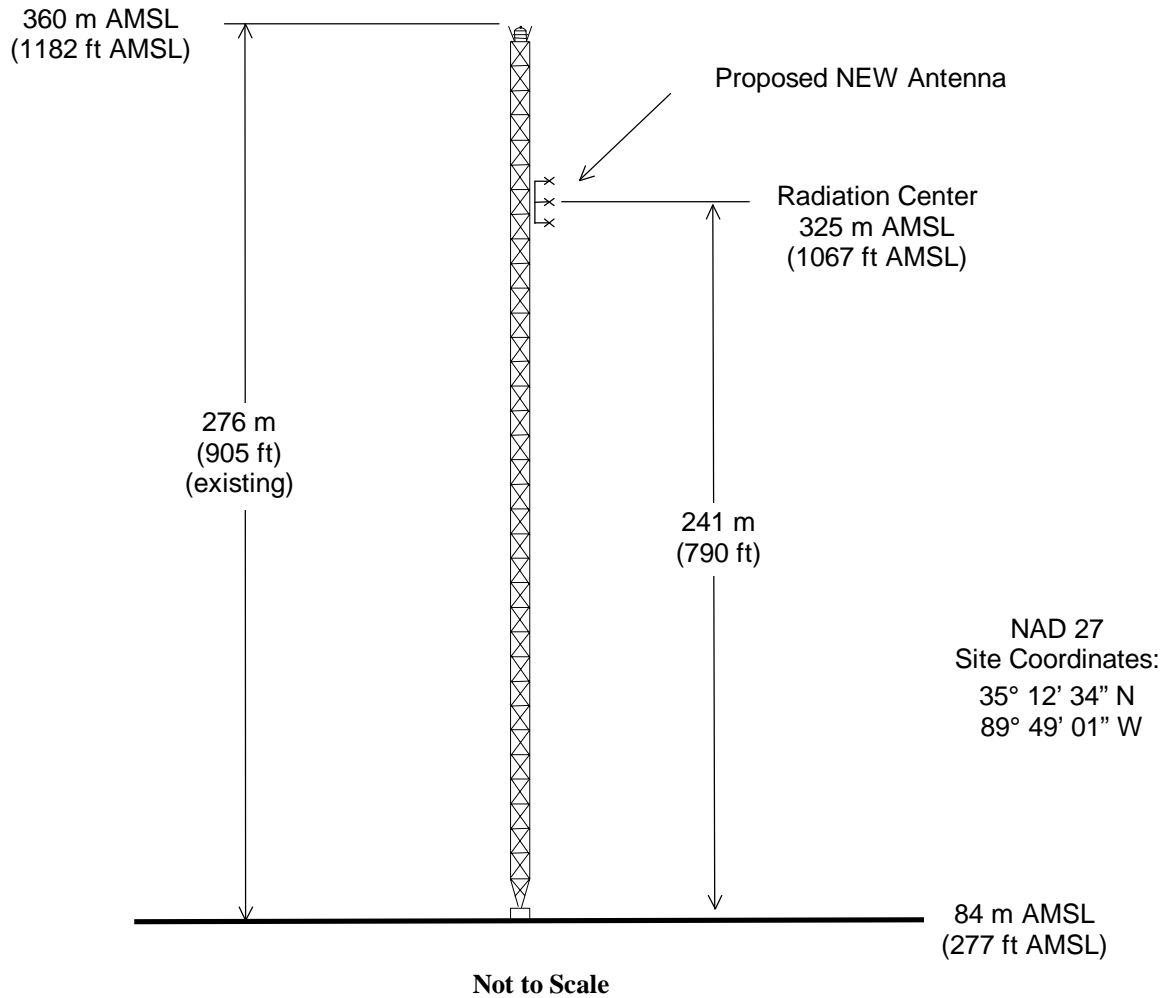 360 m AMSL
(1182 ft AMSL)
Proposed NEW Antenna
Radiation Center
325 m AMSL
(1067 ft AMSL)
276 m
(905 ft)
(existing)
241 m
(790 ft)
NAD 27
Site Coordinates:
35° 12’ 34” N
89° 49’ 01” W
84 m AMSL
(277 ft AMSL)
Not to Scale